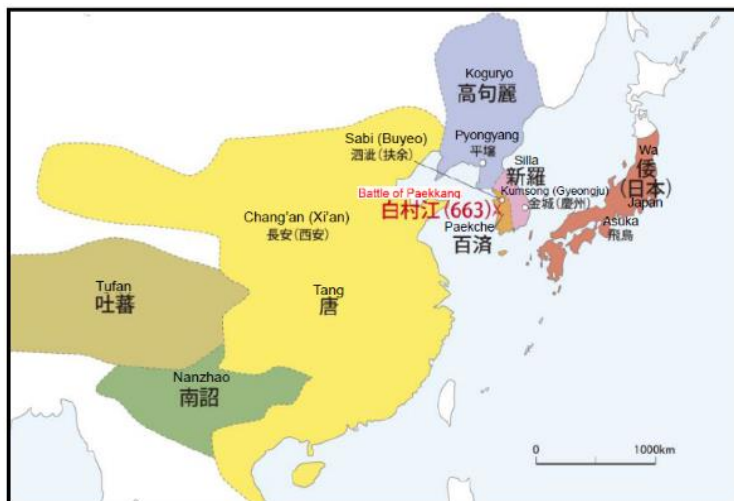 Koguryo
高句麗
Sabi (Buyeo)
泗沘(扶余)
Pyongyang
平壌
Silla
新羅
Wa
倭
(日本)
Japan
Battle of Paekkang
白村江(663)
Kumsong (Gyeongju)
金城(慶州)
Chang'an (Xi'an)
長安(西安)
Paekche
百済
Asuka
飛鳥
Tufan
吐蕃
Tang
唐
Nanzhao
南詔
0 1000km